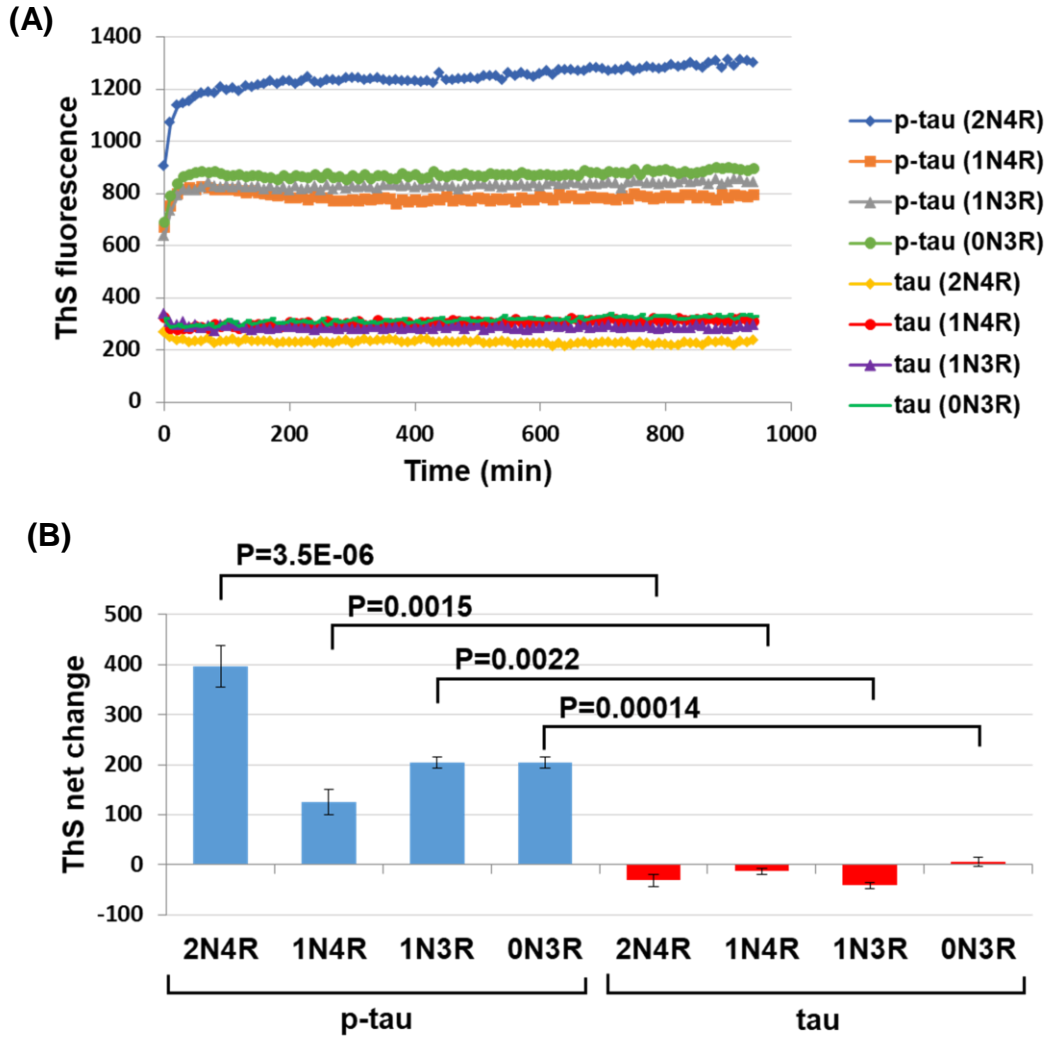 (A)
1400
1200
1000
800
600
400
200
0
ThS fluorescence
0 200 400 600 800 1000
Time (min)
p-tau (2N4R)
p-tau (1N4R)
p-tau (1N3R)
p-tau (0N3R)
tau (2N4R)
tau (1N4R)
tau (1N3R)
tau (0N3R)
(B)
P=3.5E-06
P=0.0015
P=0.0022
P=0.00014
500
400
300
200
100
0
-100
ThS net change
2N4R 1N4R 1N3R 0N3R 2N4R 1N4R 1N3R 0N3R
p-tau tau